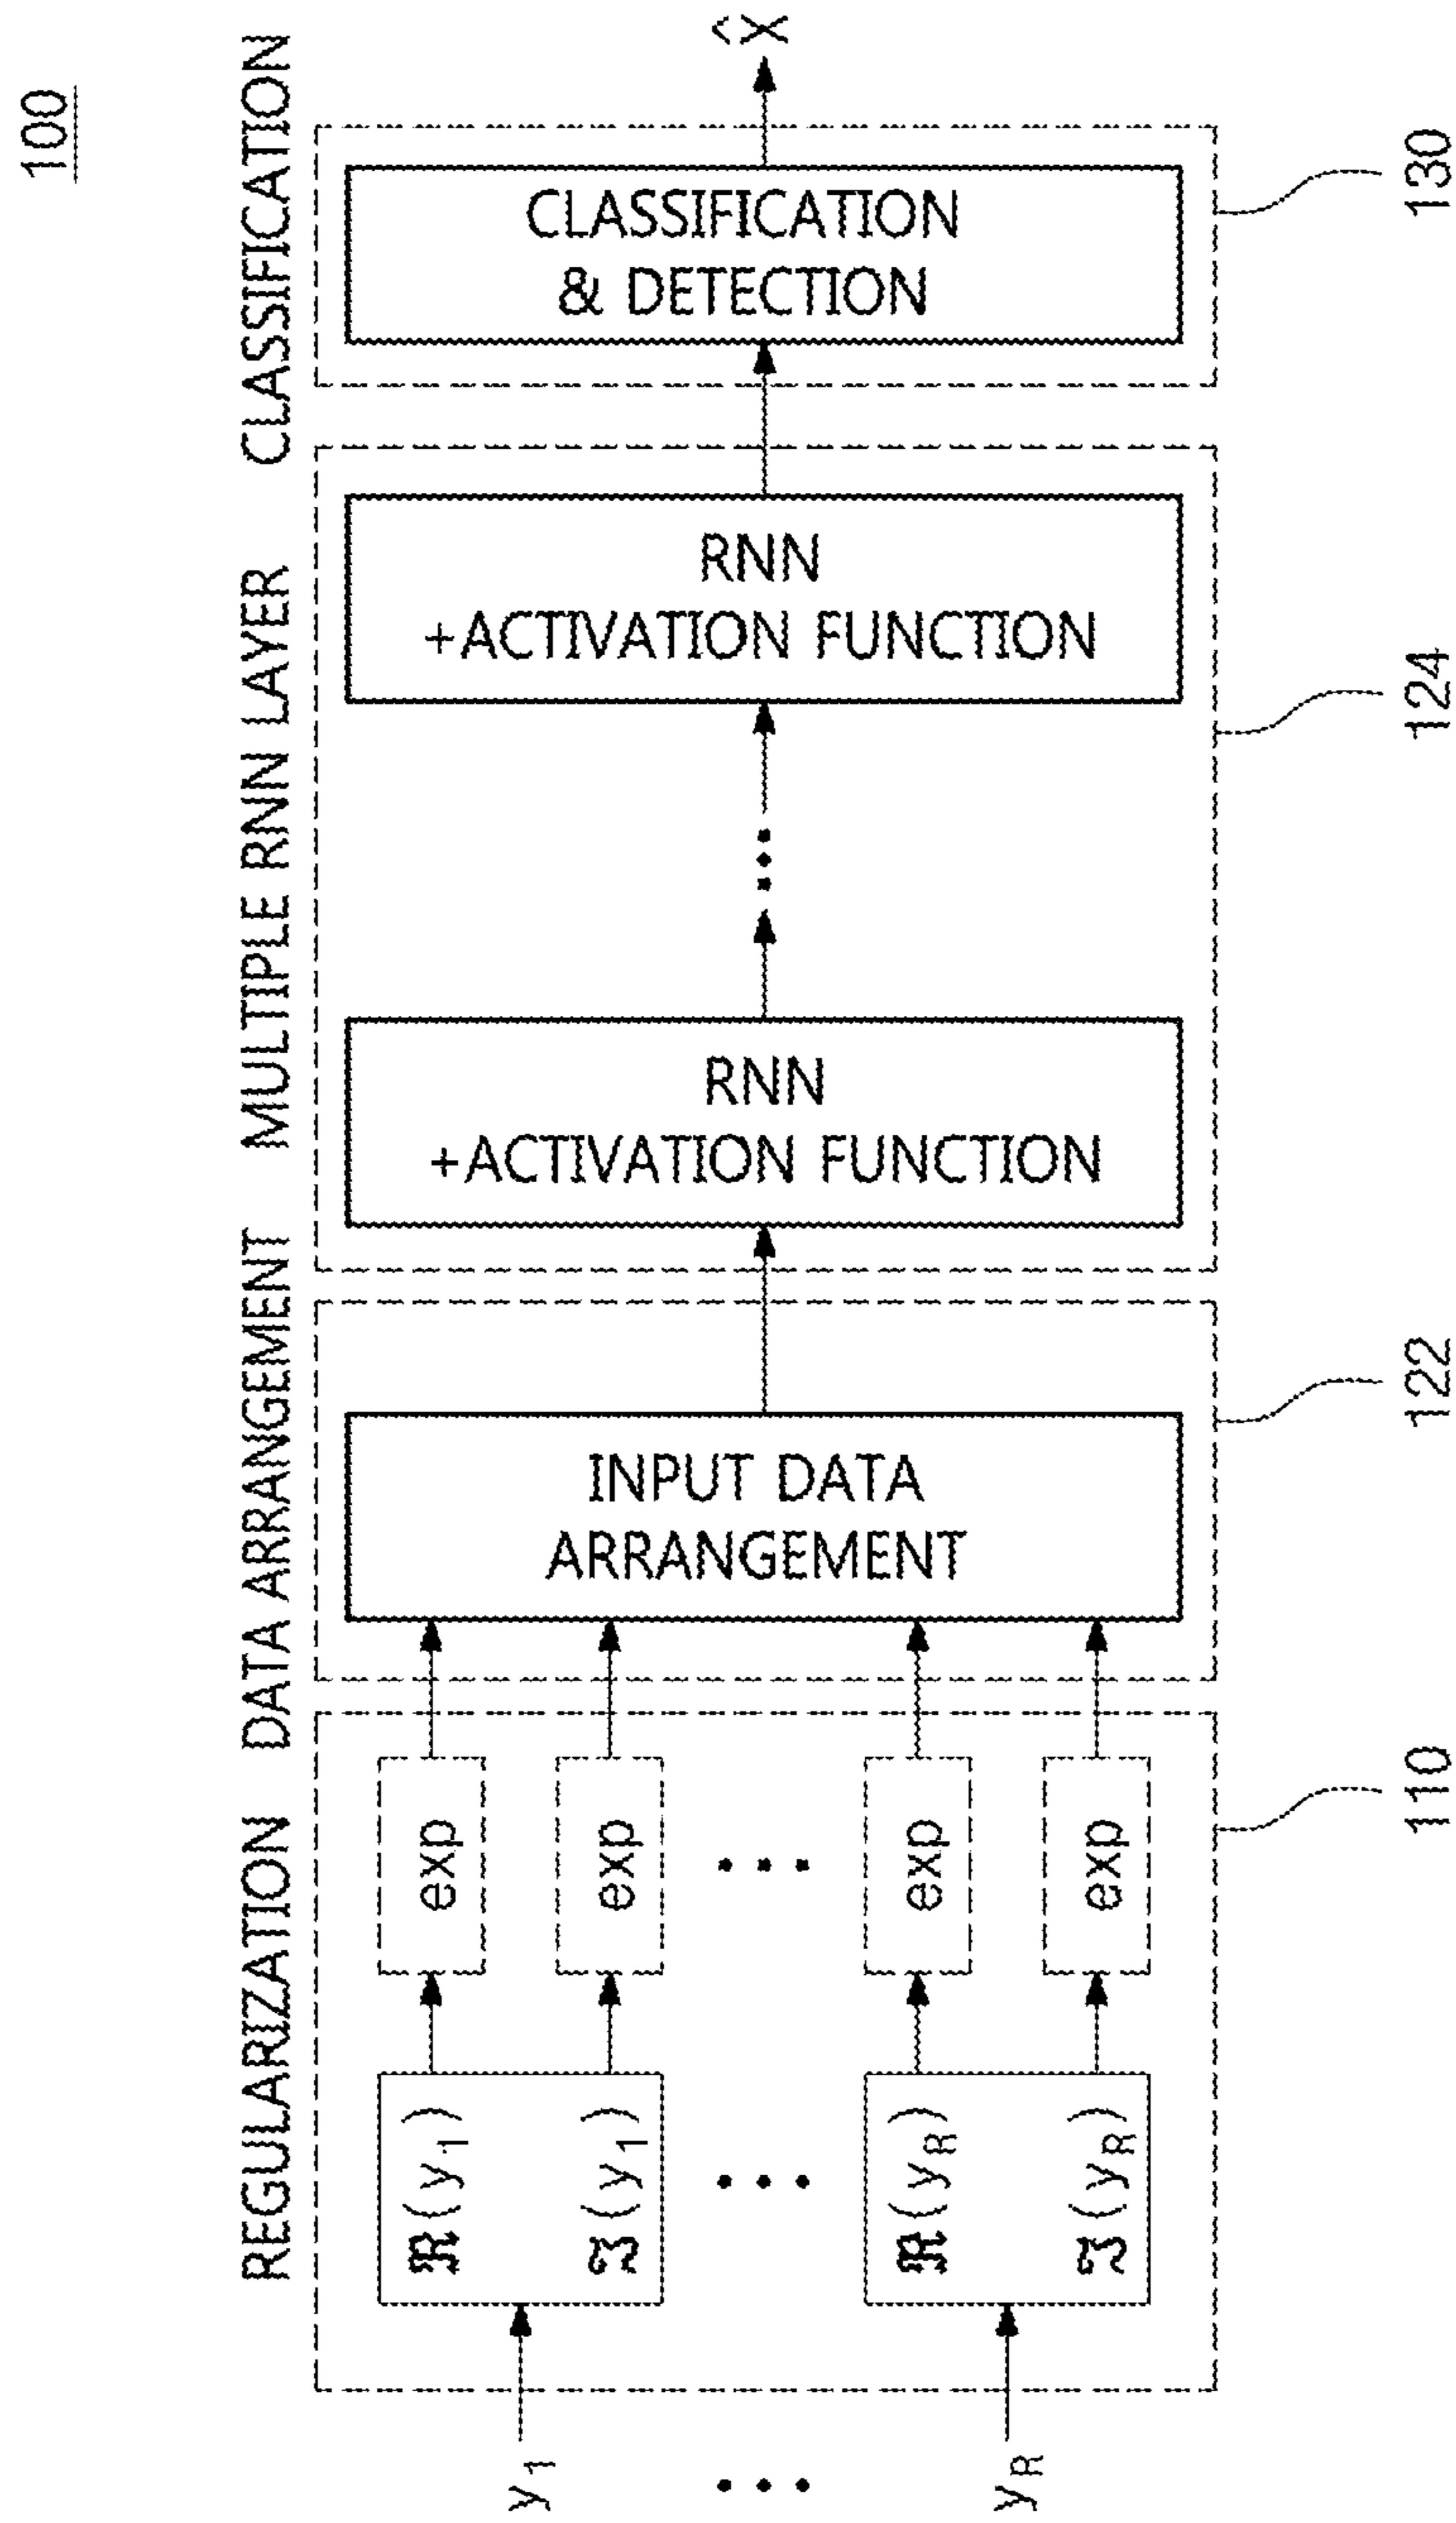 100
REGULARIZATION DATA ARRANGEMENT MULTIPLE RNN LAYER CLASSIFICATION
y1
...
yR
ℜ(y1)
ℑ(y1)
...
ℜ(yR)
ℑ(yR)
exp
exp
...
exp
exp
INPUT DATA
ARRANGEMENT
RNN
+ACTIVATION FUNCTION
...
RNN
+ACTIVATION FUNCTION
CLASSIFICATION
& DETECTION
X̂
110
122
124
130